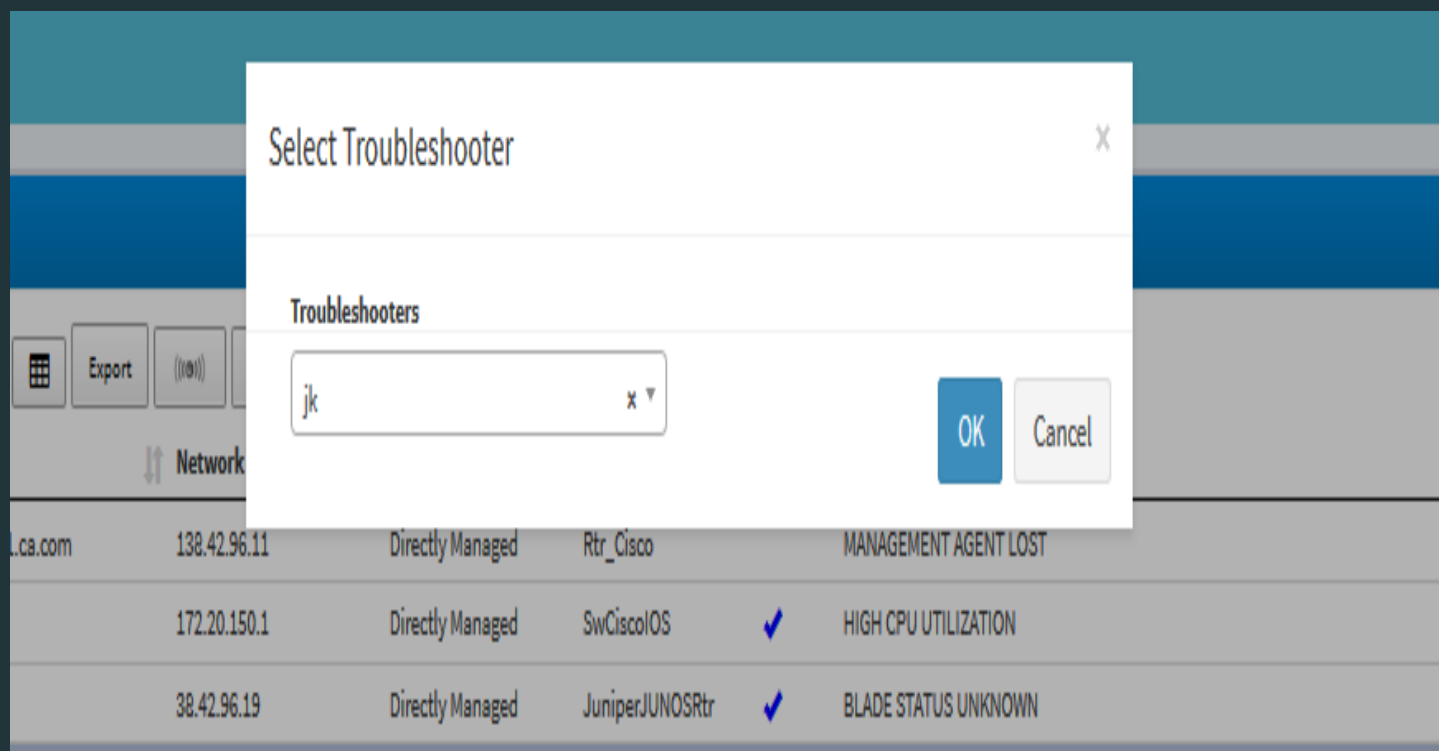 Select Troubleshooter x
Troubleshooters
Export
jk x
OK Cancel
Network
.ca.com 138.42.96.11 Directly Managed Rtr_Cisco MANAGEMENT AGENT LOST
172.20.150.1 Directly Managed SwCiscoIOS HIGH CPU UTILIZATION
38.42.96.19 Directly Managed JuniperJUNOSRtr BLADE STATUS UNKNOWN